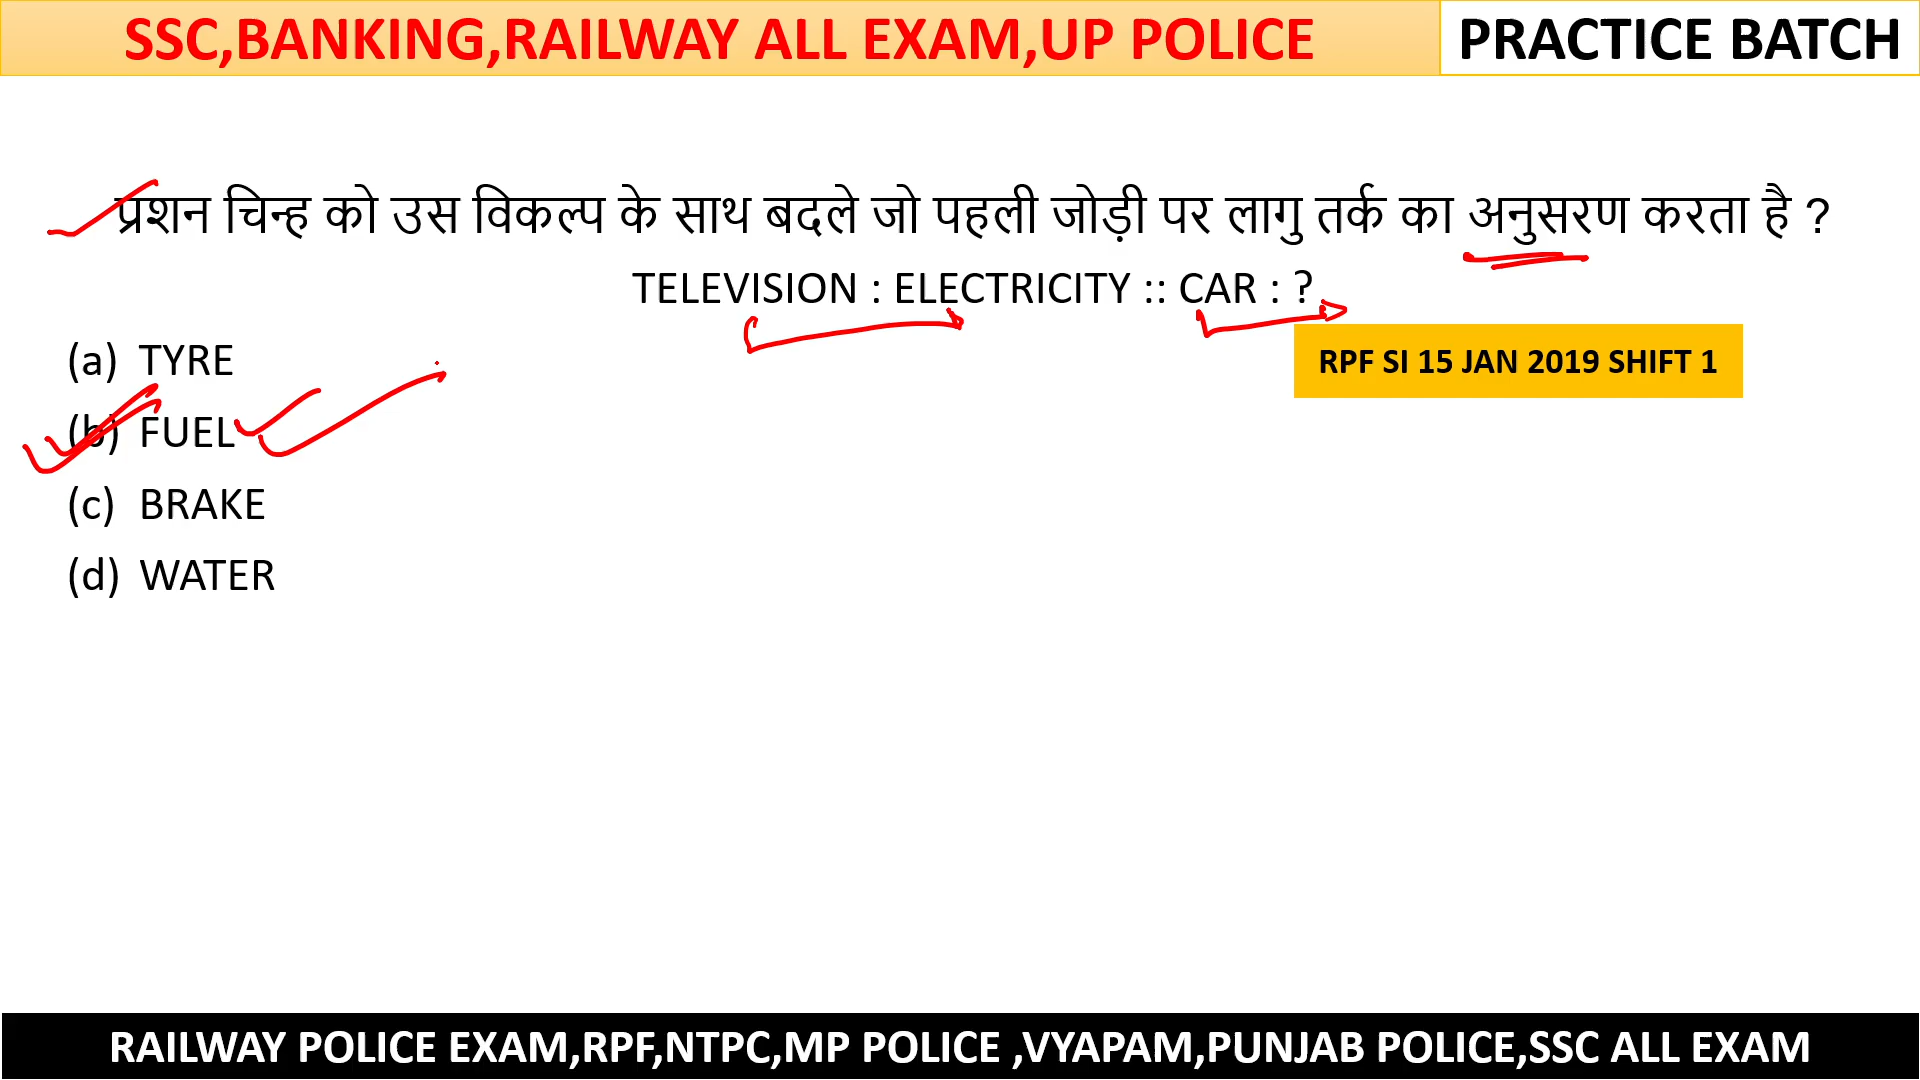 SSC,BANKING,RAILWAY ALL EXAM,UP POLICE
PRACTICE BATCH
प्रशन चिन्ह को उस विकल्प के साथ बदले जो पहली जोड़ी पर लागु तर्क का अनुसरण करता है ?
TELEVISION : ELECTRICITY :: CAR : ?
(a) TYRE
RPF SI 15 JAN 2019 SHIFT 1
(b) FUEL
(c) BRAKE
(d) WATER
RAILWAY POLICE EXAM,RPF,NTPC,MP POLICE ,VYAPAM,PUNJAB POLICE,SSC ALL EXAM